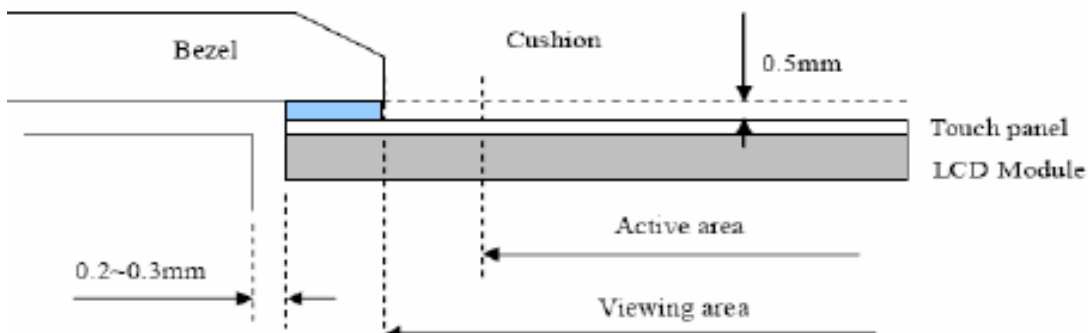 Cushion
Bezel
0.5mm
Touch panel
LCD Module
Active area
0.2~0.3mm
Viewing area